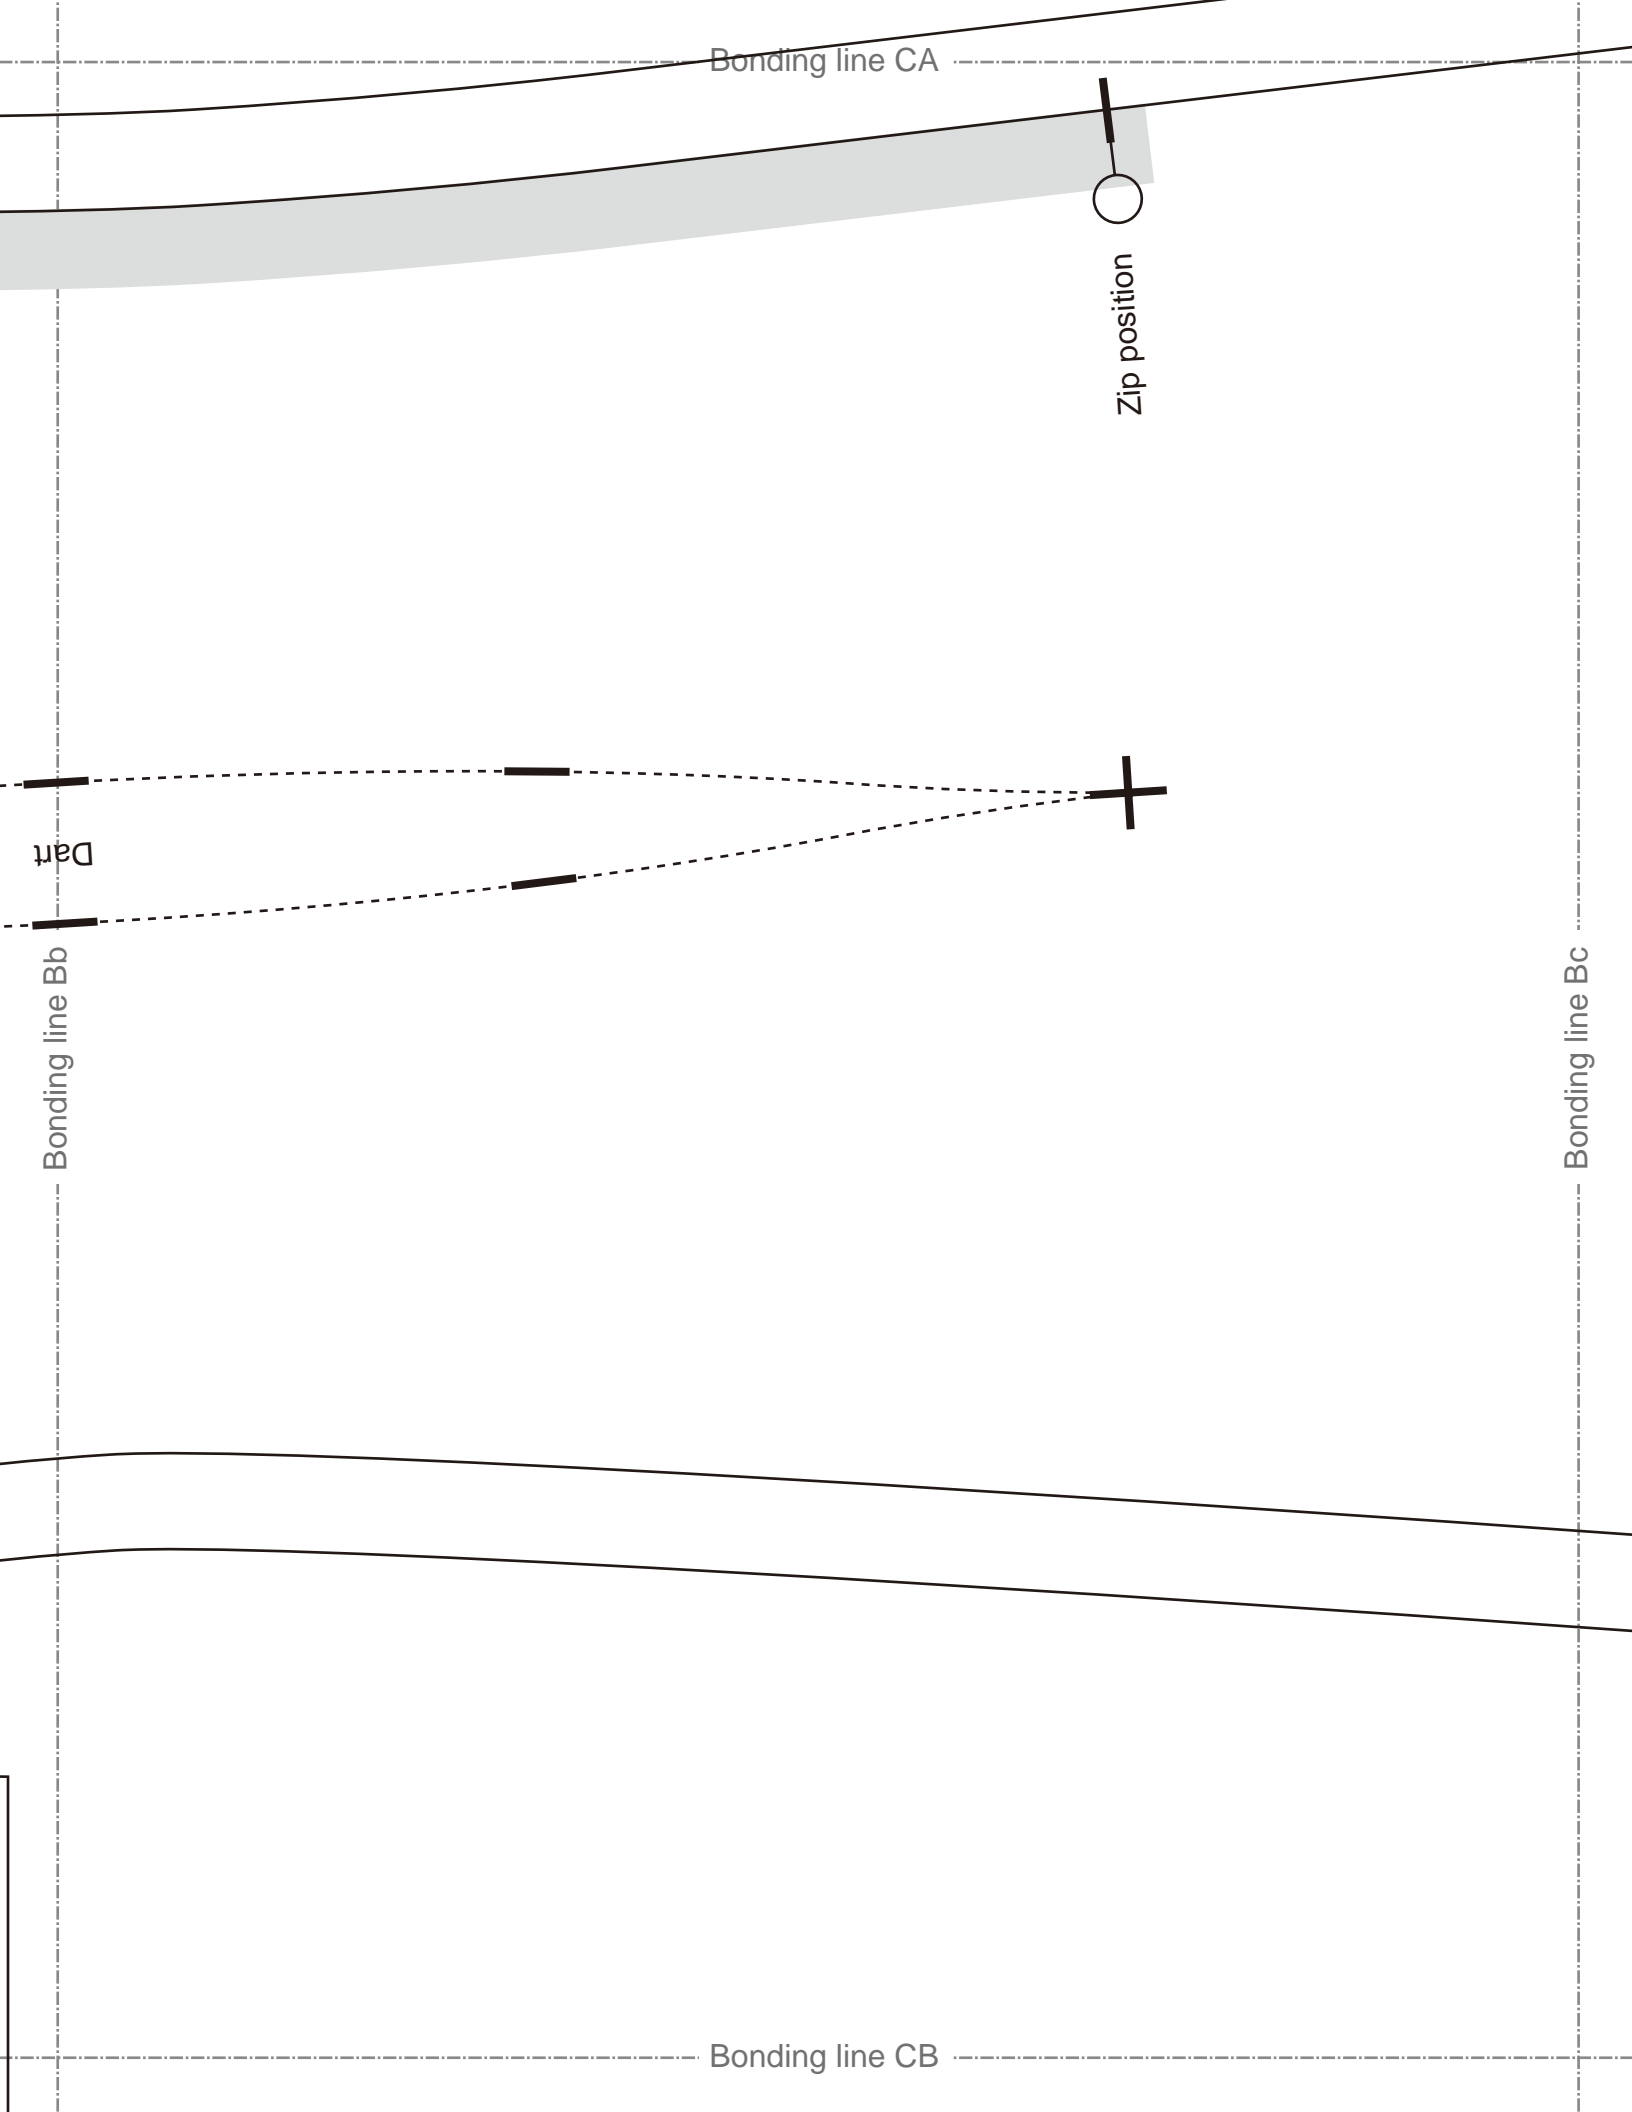 Bonding line CA
Zip position
Dart
Bonding line Bb
Bonding line Bc
Bonding line CB